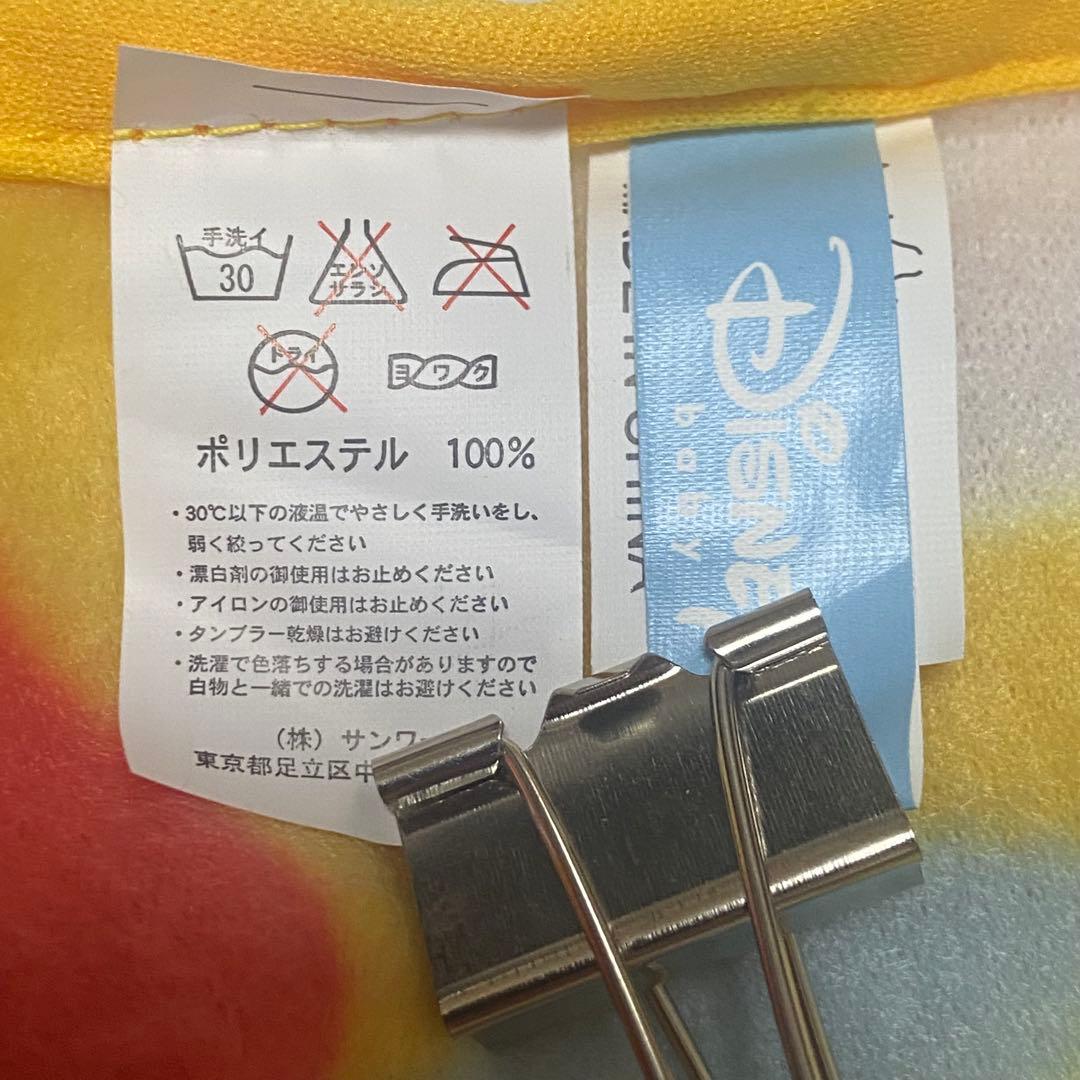 手洗イ
30
エンソ
サラシ
ドライ
ヨワク
ポリエステル 100%
・30℃以下の液温でやさしく手洗いをし、
弱く絞ってください
・漂白剤の御使用はお止めください
・アイロンの御使用はお止めください
・タンブラー乾燥はお避けください
・洗濯で色落ちする場合がありますので
白物と一緒での洗濯はお避けください
（株）サンワ
東京都足立区中
MADE IN CHINA
Disney
baby